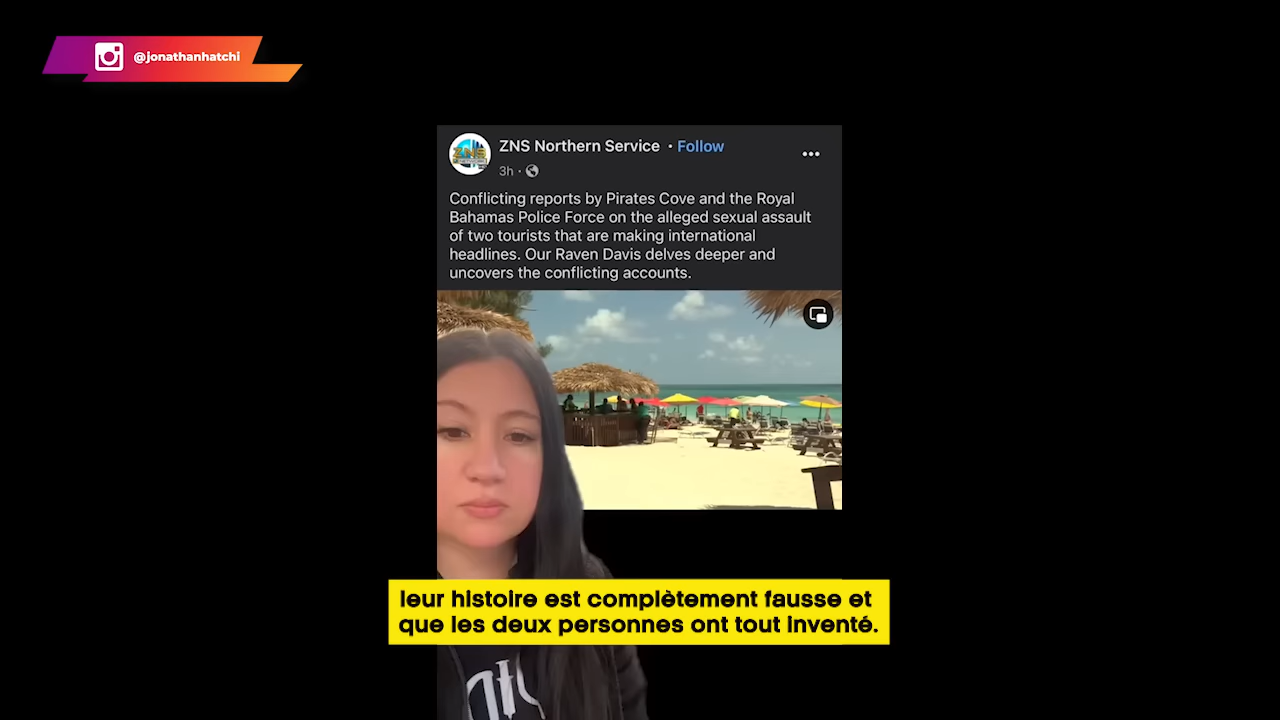 @jonathanhatchi
ZNS Northern Service · Follow
3h ·
Conflicting reports by Pirates Cove and the Royal
Bahamas Police Force on the alleged sexual assault
of two tourists that are making international
headlines. Our Raven Davis delves deeper and
uncovers the conflicting accounts.
leur histoire est complètement fausse et
que les deux personnes ont tout inventé.